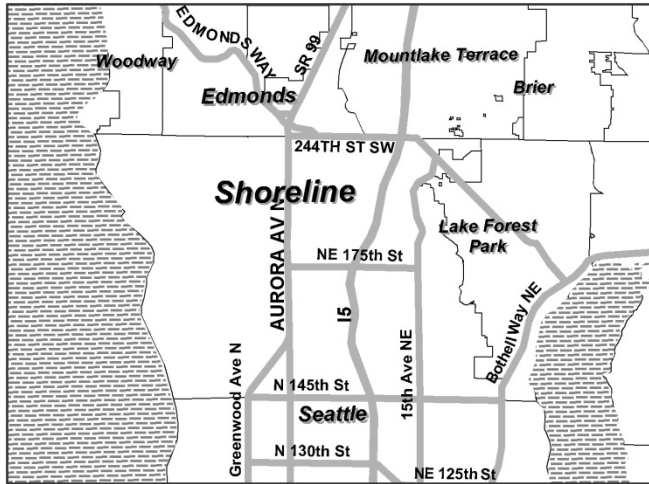 EDMONDS WAY
SR 99
Mountlake Terrace
Woodway
Brier
Edmonds
244TH ST SW
Shoreline
AURORA AV N
Lake Forest
Park
NE 175th St
I5
Bothell Way NE
15th Ave NE
Greenwood Ave N
N 145th St
Seattle
N 130th St
NE 125th St